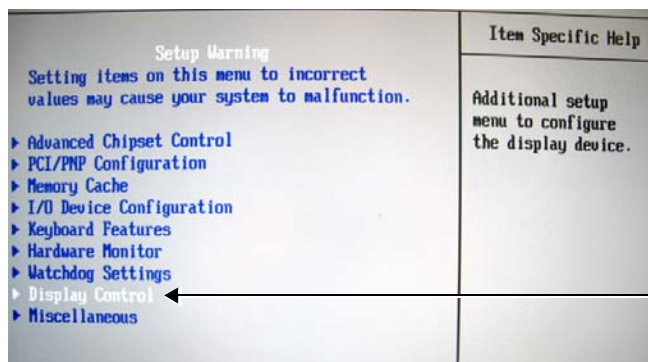 Setup Warning
Setting items on this menu to incorrect
values may cause your system to malfunction.
Advanced Chipset Control
PCI/PNP Configuration
Memory Cache
I/O Device Configuration
Keyboard Features
Hardware Monitor
Watchdog Settings
Display Control
Miscellaneous
Item Specific Help
Additional setup
menu to configure
the display device.